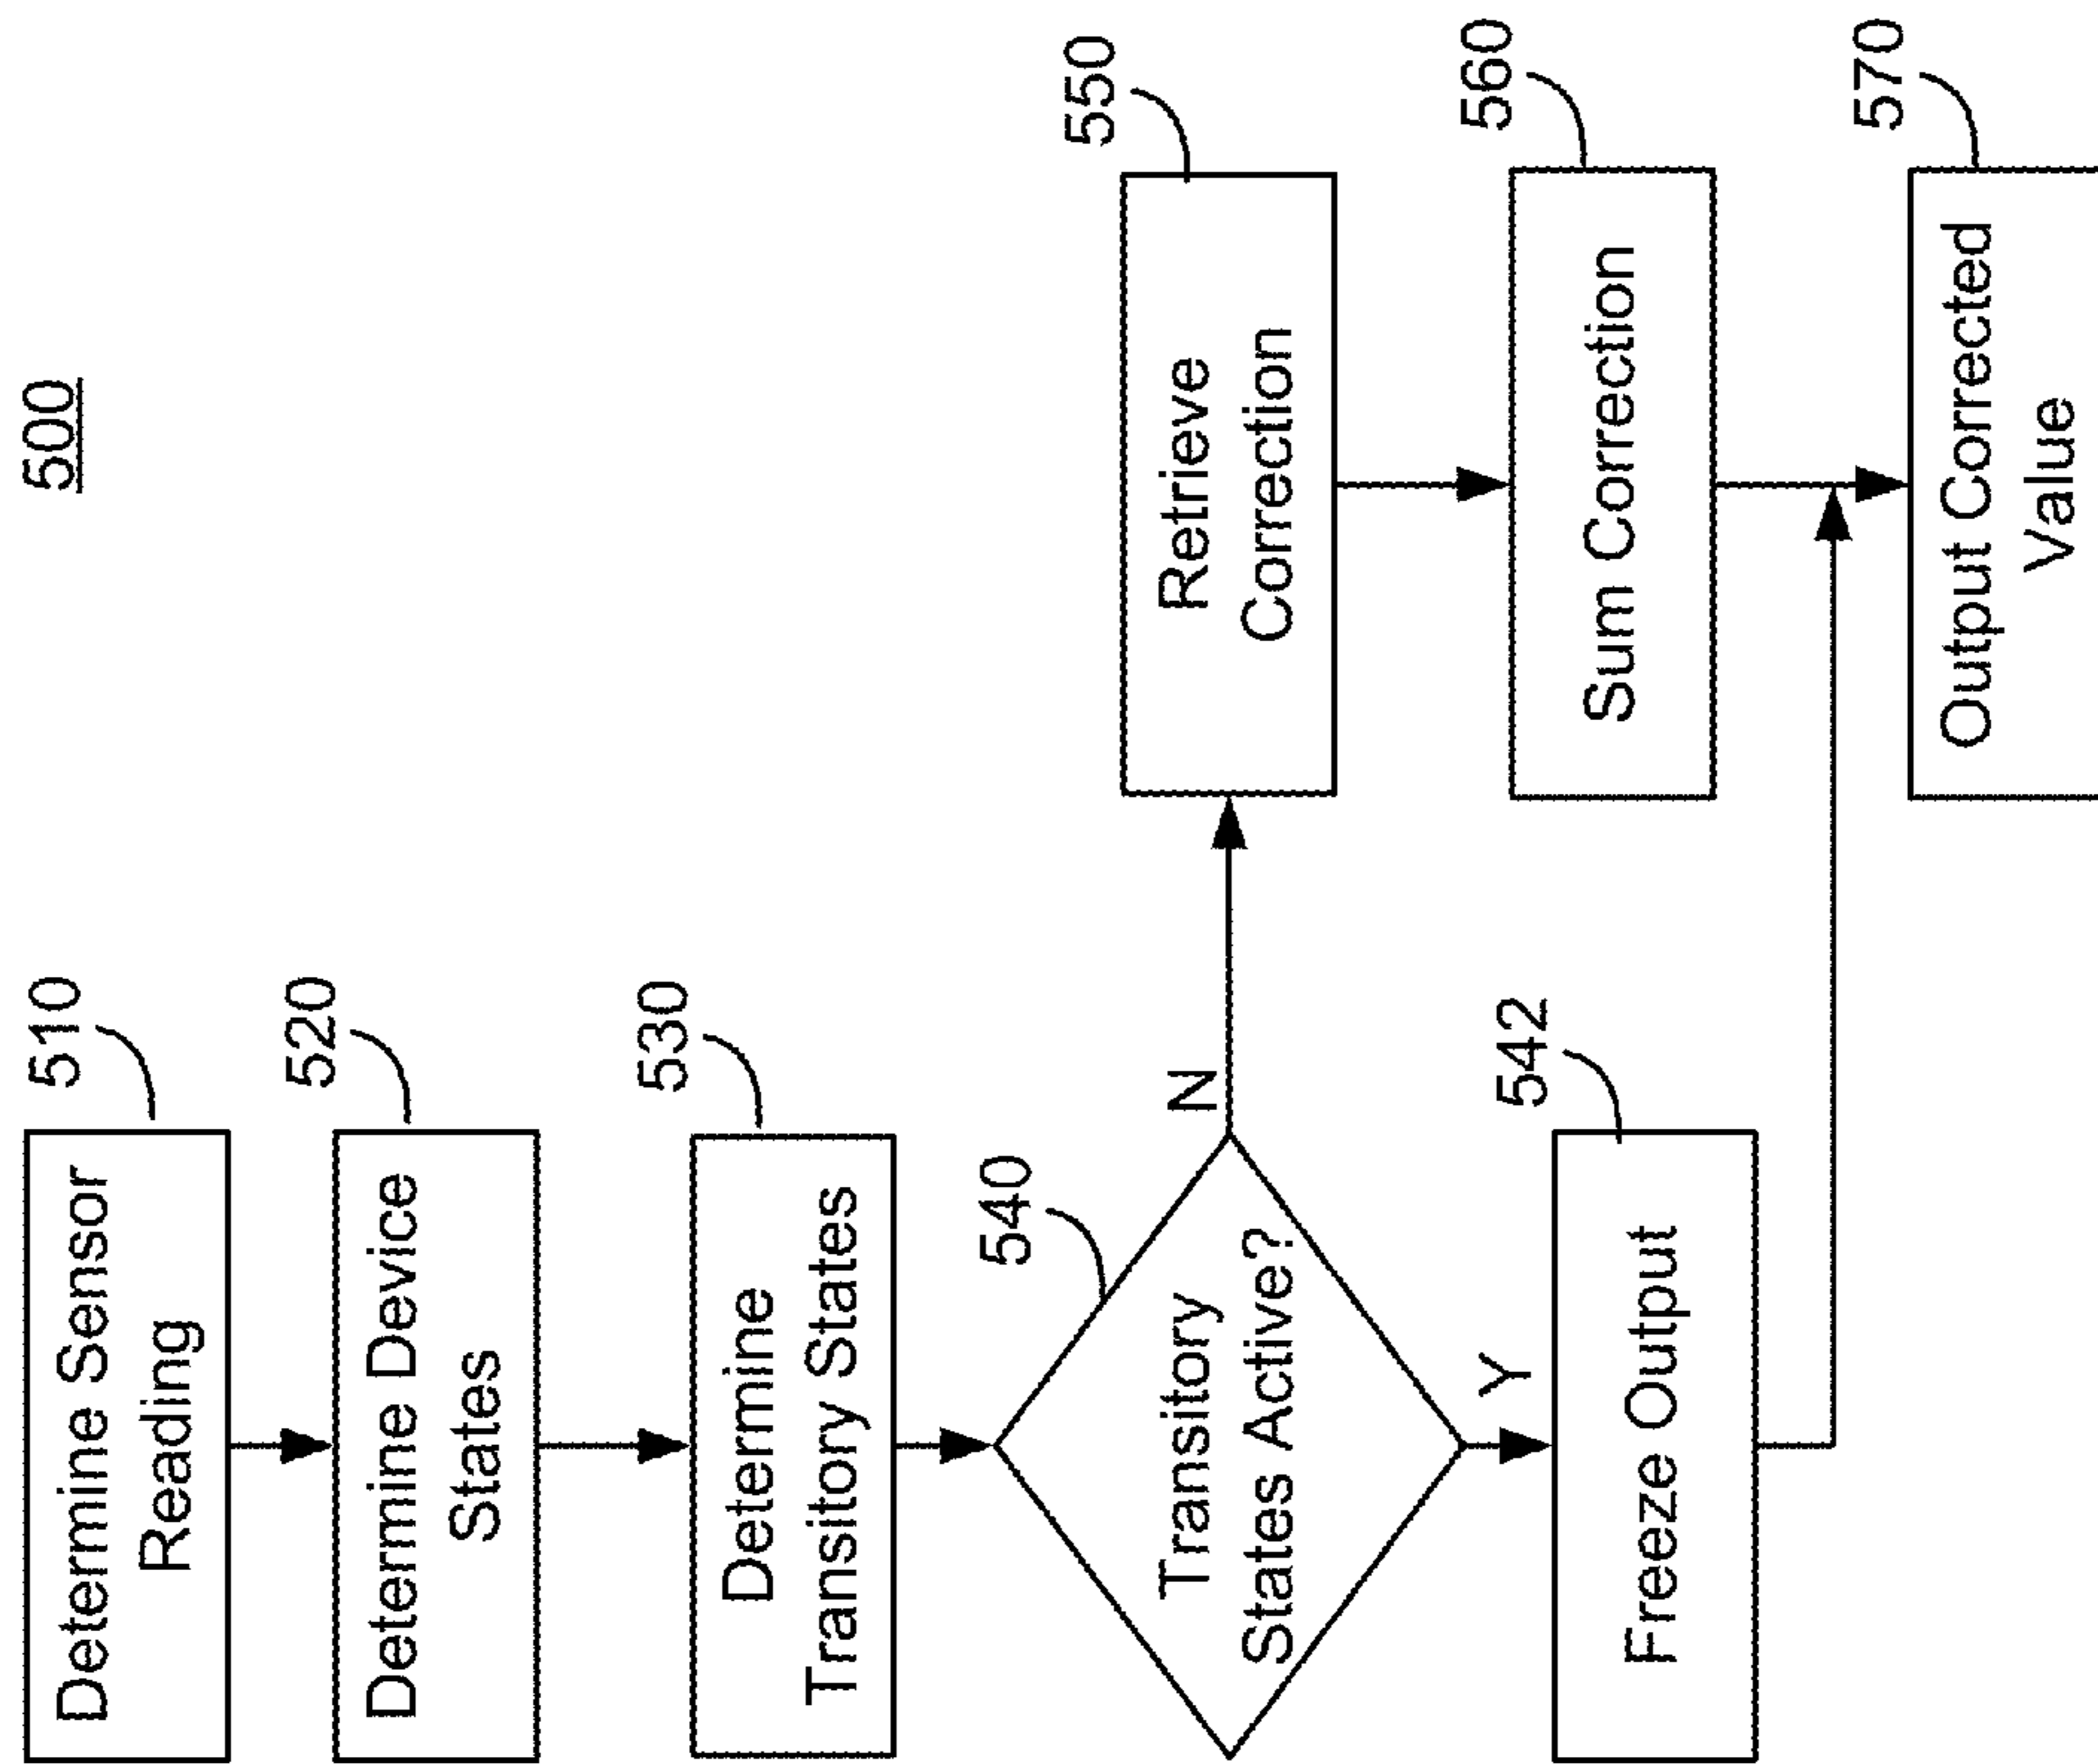 500
510
Determine Sensor
Reading
520
Determine Device
States
530
Determine
Transitory States
540
Transitory
States Active?
N
Y
542
Freeze Output
550
Retrieve
Correction
560
Sum Correction
570
Output Corrected
Value